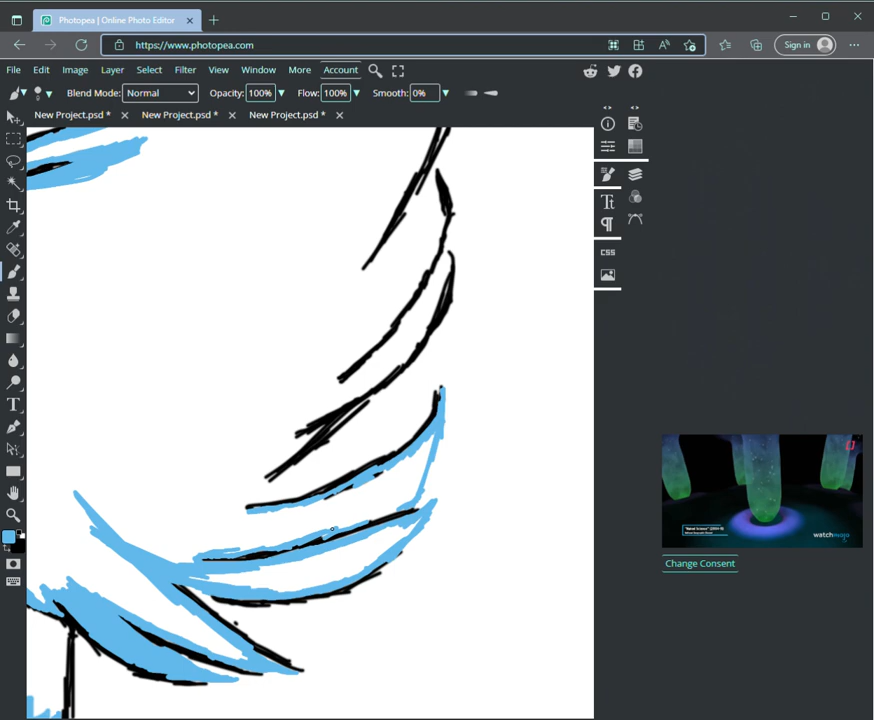 Photopea | Online Photo Editor
https://www.photopea.com
Sign in
File Edit Image Layer Select Filter View Window More Account
Blend Mode: Normal Opacity: 100% Flow: 100% Smooth: 0%
New Project.psd * New Project.psd * New Project.psd *
CSS
watchmojo
Change Consent